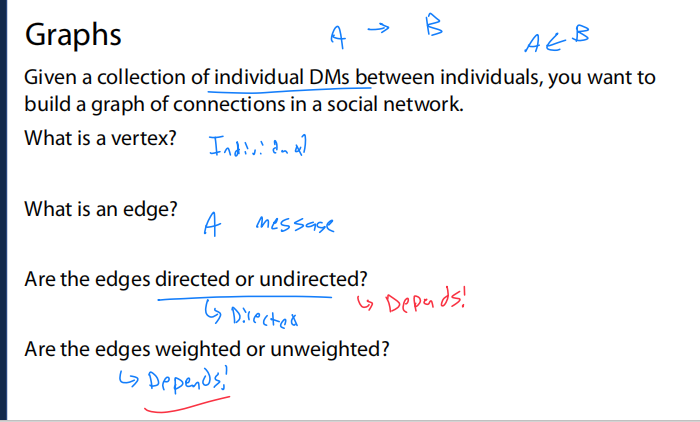 Graphs
A → B
A ← B
Given a collection of individual DMs between individuals, you want to
build a graph of connections in a social network.
What is a vertex? Individual
What is an edge? A message
Are the edges directed or undirected?
↳ Directed ↳ Depends!
Are the edges weighted or unweighted?
↳ Depends!